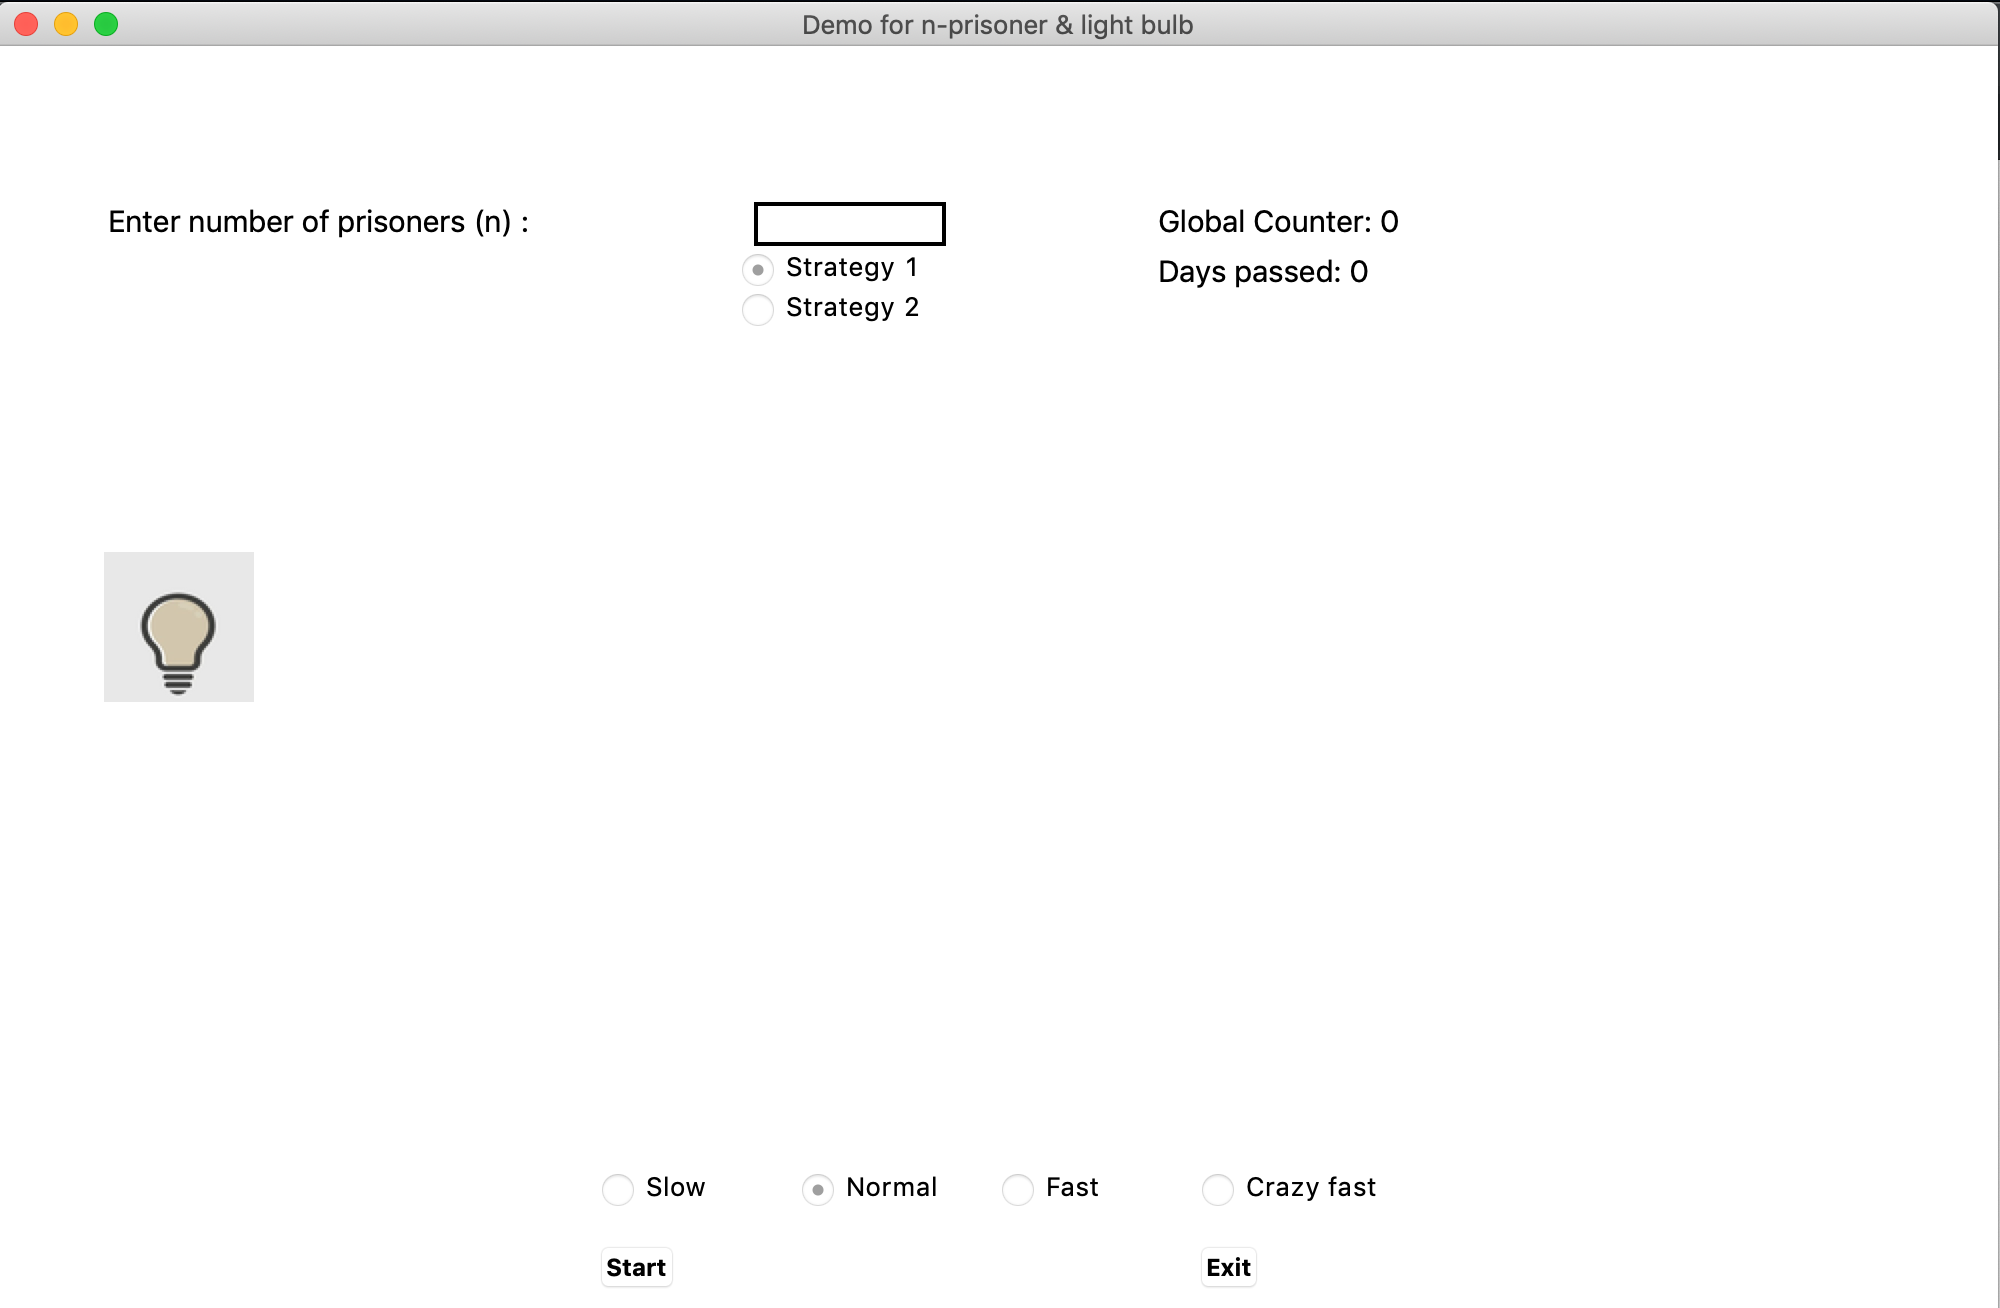 Demo for n-prisoner & light bulb
Enter number of prisoners (n) :
Global Counter: 0
Strategy 1
Days passed: 0
Strategy 2
Slow Normal Fast Crazy fast
Start Exit